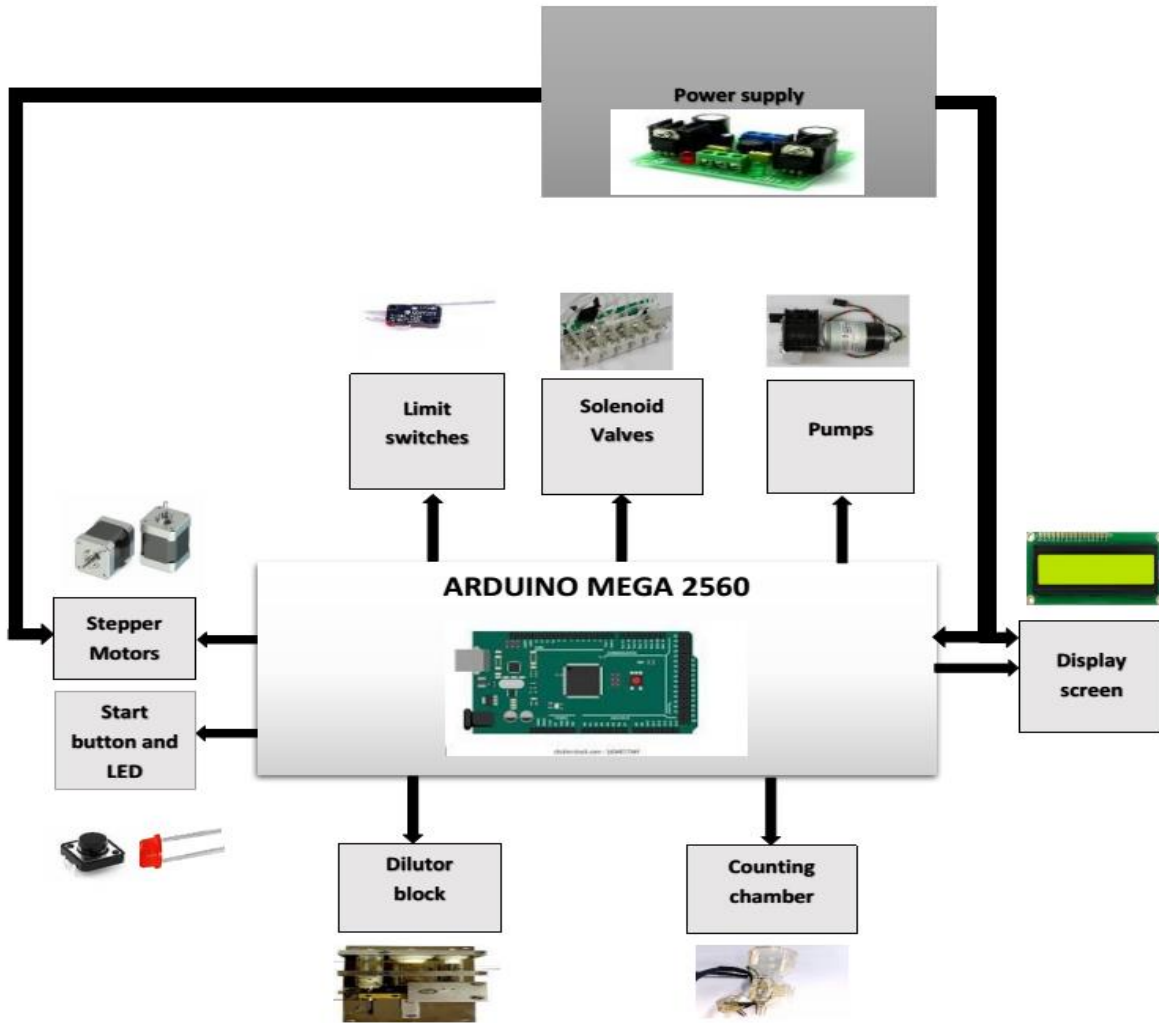 Power supply
Limit
switches
Solenoid
Valves
Pumps
ARDUINO MEGA 2560
Stepper
Motors
Start
button and
LED
Display
screen
Dilutor
block
Counting
chamber